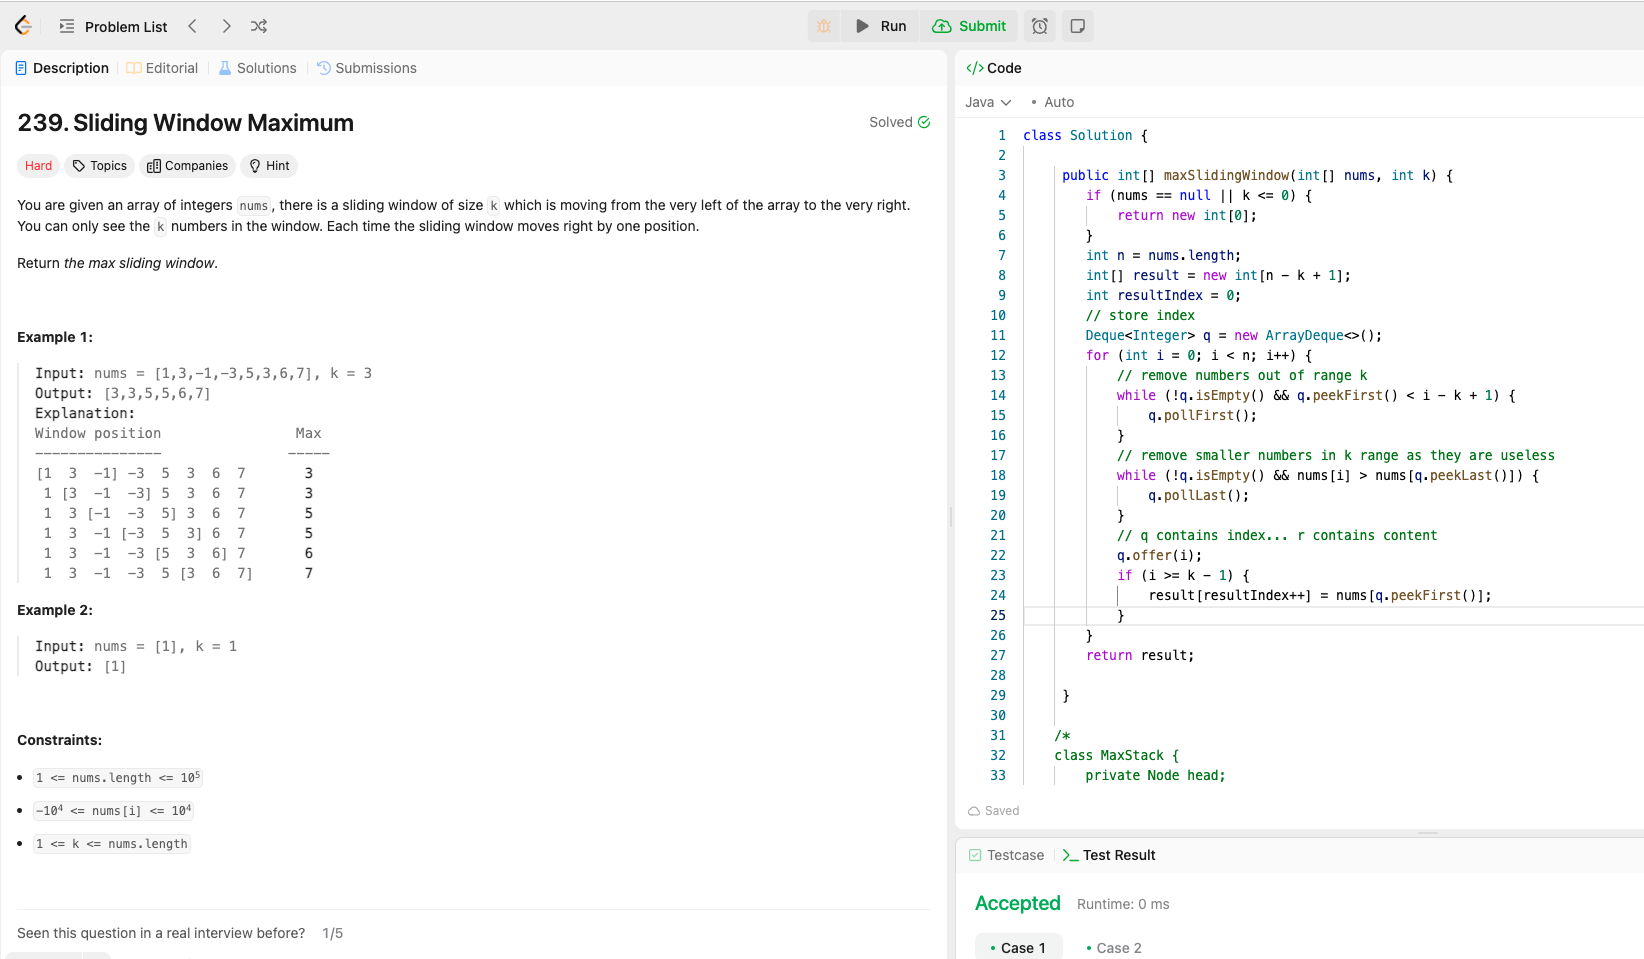 Problem List
Run
Submit
Description
Editorial
Solutions
Submissions
239. Sliding Window Maximum
Solved
Hard
Topics
Companies
Hint
You are given an array of integers nums, there is a sliding window of size k which is moving from the very left of the array to the very right.
You can only see the k numbers in the window. Each time the sliding window moves right by one position.
Return the max sliding window.
Example 1:
Input: nums = [1,3,-1,-3,5,3,6,7], k = 3
Output: [3,3,5,5,6,7]
Explanation:
Window position                Max
---------------               -----
[1  3  -1] -3  5  3  6  7       3
 1 [3  -1  -3] 5  3  6  7       3
 1  3 [-1  -3  5] 3  6  7       5
 1  3  -1 [-3  5  3] 6  7       5
 1  3  -1  -3 [5  3  6] 7       6
 1  3  -1  -3  5 [3  6  7]      7
Example 2:
Input: nums = [1], k = 1
Output: [1]
Constraints:
• 1 <= nums.length <= 10⁵
• -10⁴ <= nums[i] <= 10⁴
• 1 <= k <= nums.length
Seen this question in a real interview before? 1/5
</> Code
Java • Auto
1 class Solution {
2
3     public int[] maxSlidingWindow(int[] nums, int k) {
4        if (nums == null || k <= 0) {
5            return new int[0];
6        }
7        int n = nums.length;
8        int[] result = new int[n - k + 1];
9        int resultIndex = 0;
10        // store index
11        Deque<Integer> q = new ArrayDeque<>();
12        for (int i = 0; i < n; i++) {
13            // remove numbers out of range k
14            while (!q.isEmpty() && q.peekFirst() < i - k + 1) {
15                q.pollFirst();
16            }
17            // remove smaller numbers in k range as they are useless
18            while (!q.isEmpty() && nums[i] > nums[q.peekLast()]) {
19                q.pollLast();
20            }
21            // q contains index... r contains content
22            q.offer(i);
23            if (i >= k - 1) {
24                result[resultIndex++] = nums[q.peekFirst()];
25            }
26        }
27        return result;
28
29     }
30
31    /*
32    class MaxStack {
33        private Node head;
Saved
Testcase
Test Result
Accepted
Runtime: 0 ms
• Case 1
• Case 2